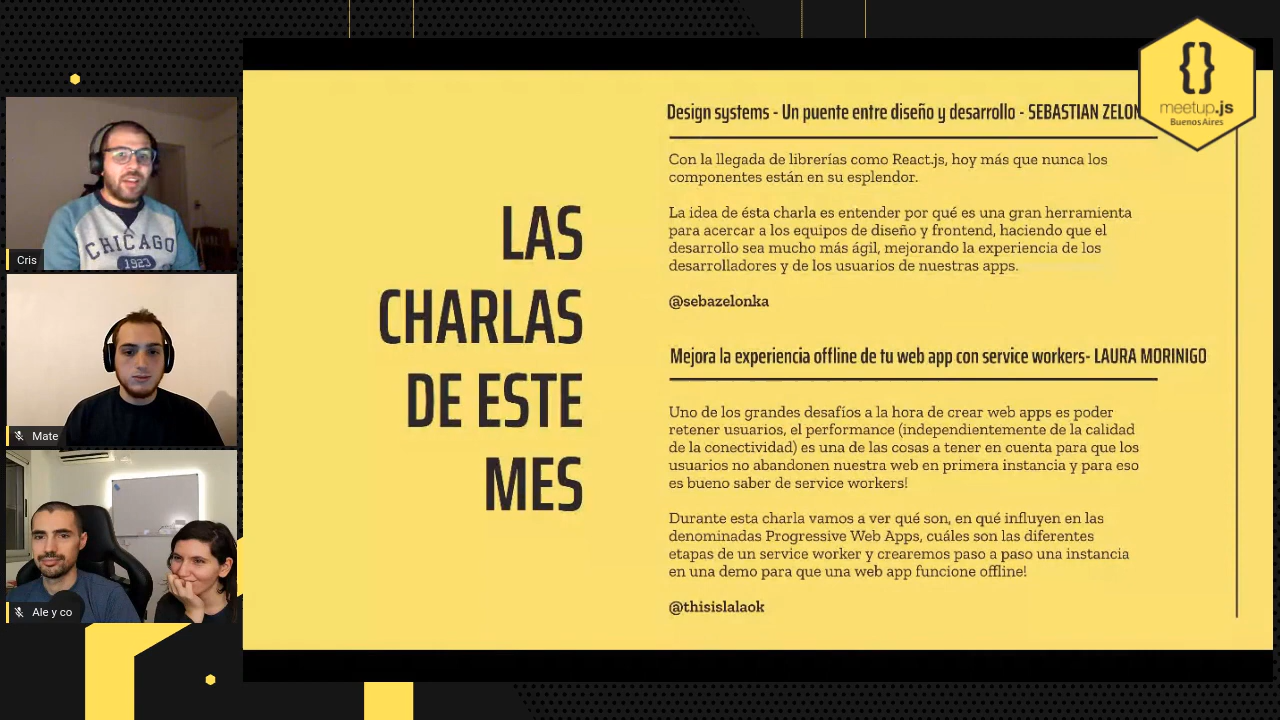 {}
meetup.js
Buenos Aires
CHICAGO
1923
Cris
Mate
Ale y co
LAS
CHARLAS
DE ESTE
MES
Design systems - Un puente entre diseño y desarrollo - SEBASTIAN
Con la llegada de librerías como React.js, hoy más que nunca los
componentes están en su esplendor.
La idea de ésta charla es entender por qué es una gran herramienta
para acercar a los equipos de diseño y frontend, haciendo que el
desarrollo sea mucho más ágil, mejorando la experiencia de los
desarrolladores y de los usuarios de nuestras apps.
@sebazelonka
Mejora la experiencia offline de tu web app con service workers- LAURA MORINIGO
Uno de los grandes desafíos a la hora de crear web apps es poder
retener usuarios, el performance (independientemente de la calidad
de la conectividad) es una de las cosas a tener en cuenta para que los
usuarios no abandonen nuestra web en primera instancia y para eso
es bueno saber de service workers!
Durante esta charla vamos a ver qué son, en qué influyen en las
denominadas Progressive Web Apps, cuáles son las diferentes
etapas de un service worker y crearemos paso a paso una instancia
en una demo para que una web app funcione offline!
@thisislalaok